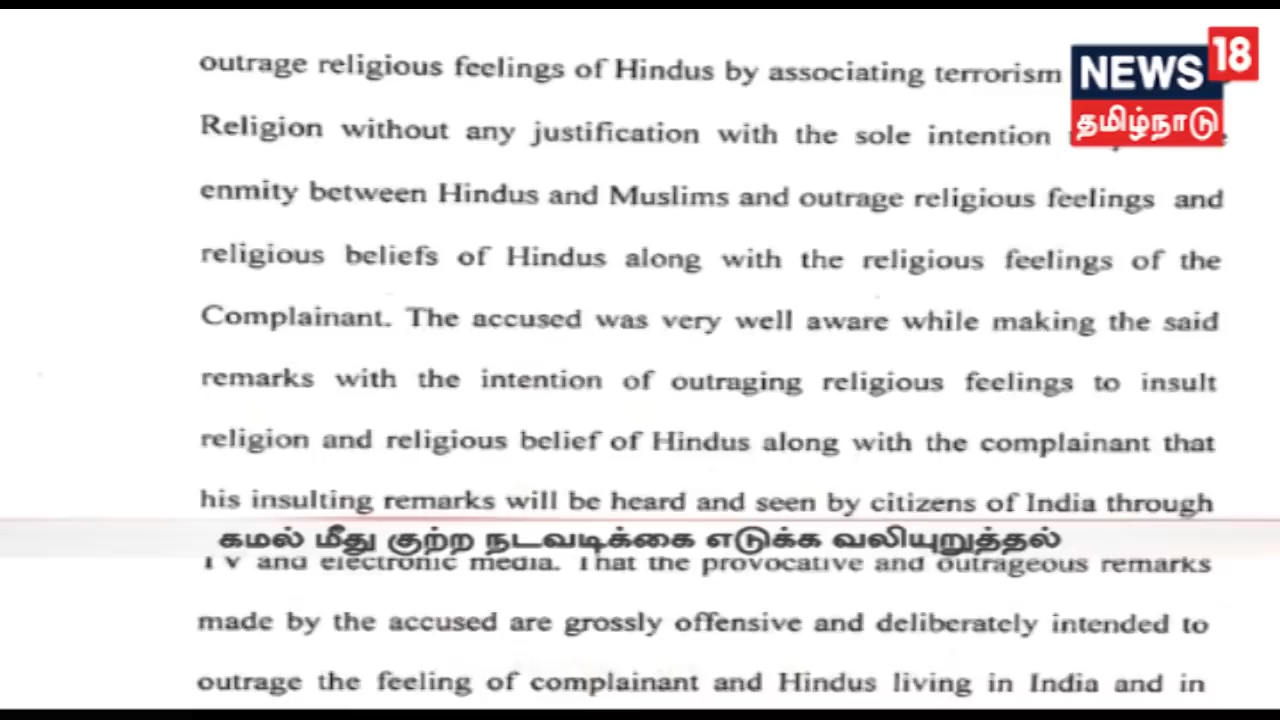 outrage religious feelings of Hindus by associating terrorism
NEWS 18
தமிழ்நாடு
Religion without any justification with the sole intention
enmity between Hindus and Muslims and outrage religious feelings and
religious beliefs of Hindus along with the religious feelings of the
Complainant. The accused was very well aware while making the said
remarks with the intention of outraging religious feelings to insult
religion and religious belief of Hindus along with the complainant that
his insulting remarks will be heard and seen by citizens of India through
கமல் மீது குற்ற நடவடிக்கை எடுக்க வலியுறுத்தல்
TV and electronic media. That the provocative and outrageous remarks
made by the accused are grossly offensive and deliberately intended to
outrage the feeling of complainant and Hindus living in India and in